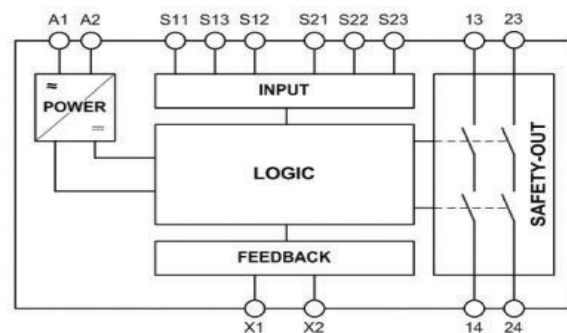 A1 A2 S11 S13 S12 S21 S22 S23 13 23
POWER
INPUT
LOGIC
SAFETY-OUT
FEEDBACK
X1 X2 14 24